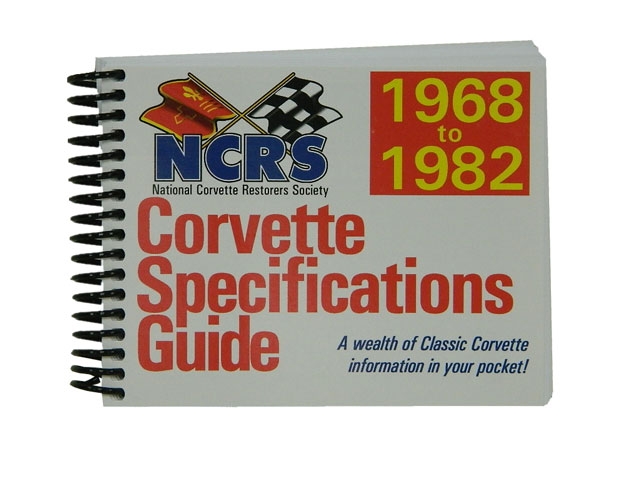 NCRS
National Corvette Restorers Society
1968
to
1982
Corvette
Specifications
Guide
A wealth of Classic Corvette
information in your pocket!